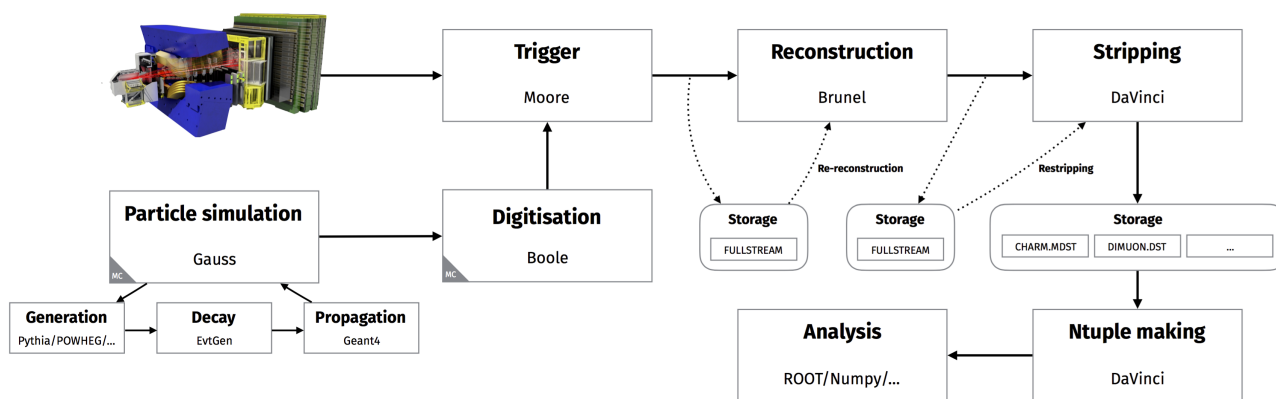 Trigger
Moore
Reconstruction
Brunel
Stripping
DaVinci
Re-reconstruction
Restripping
Particle simulation
Gauss
MC
Digitisation
Boole
MC
Storage
FULLSTREAM
Storage
FULLSTREAM
Storage
CHARM.MDST
DIMUON.DST
...
Generation
Pythia/POWHEG/...
Decay
EvtGen
Propagation
Geant4
Analysis
ROOT/Numpy/...
Ntuple making
DaVinci